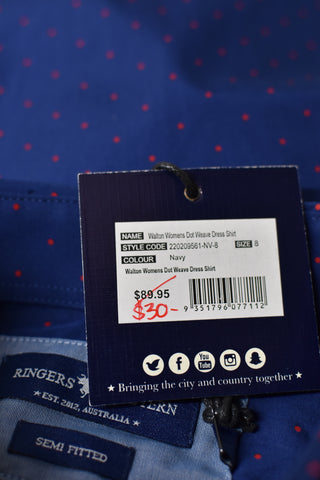 NAME Walton Womens Dot Weave Dress Shirt
STYLE CODE 220209561-NV-8 SIZE 8
COLOUR Navy
Walton Womens Dot Weave Dress Shirt
$89.95
$30-
9 351796 077112
You Tube
* Bringing the city and country together *
RINGERS WESTERN
* EST. 2012, AUSTRALIA *
SEMI FITTED